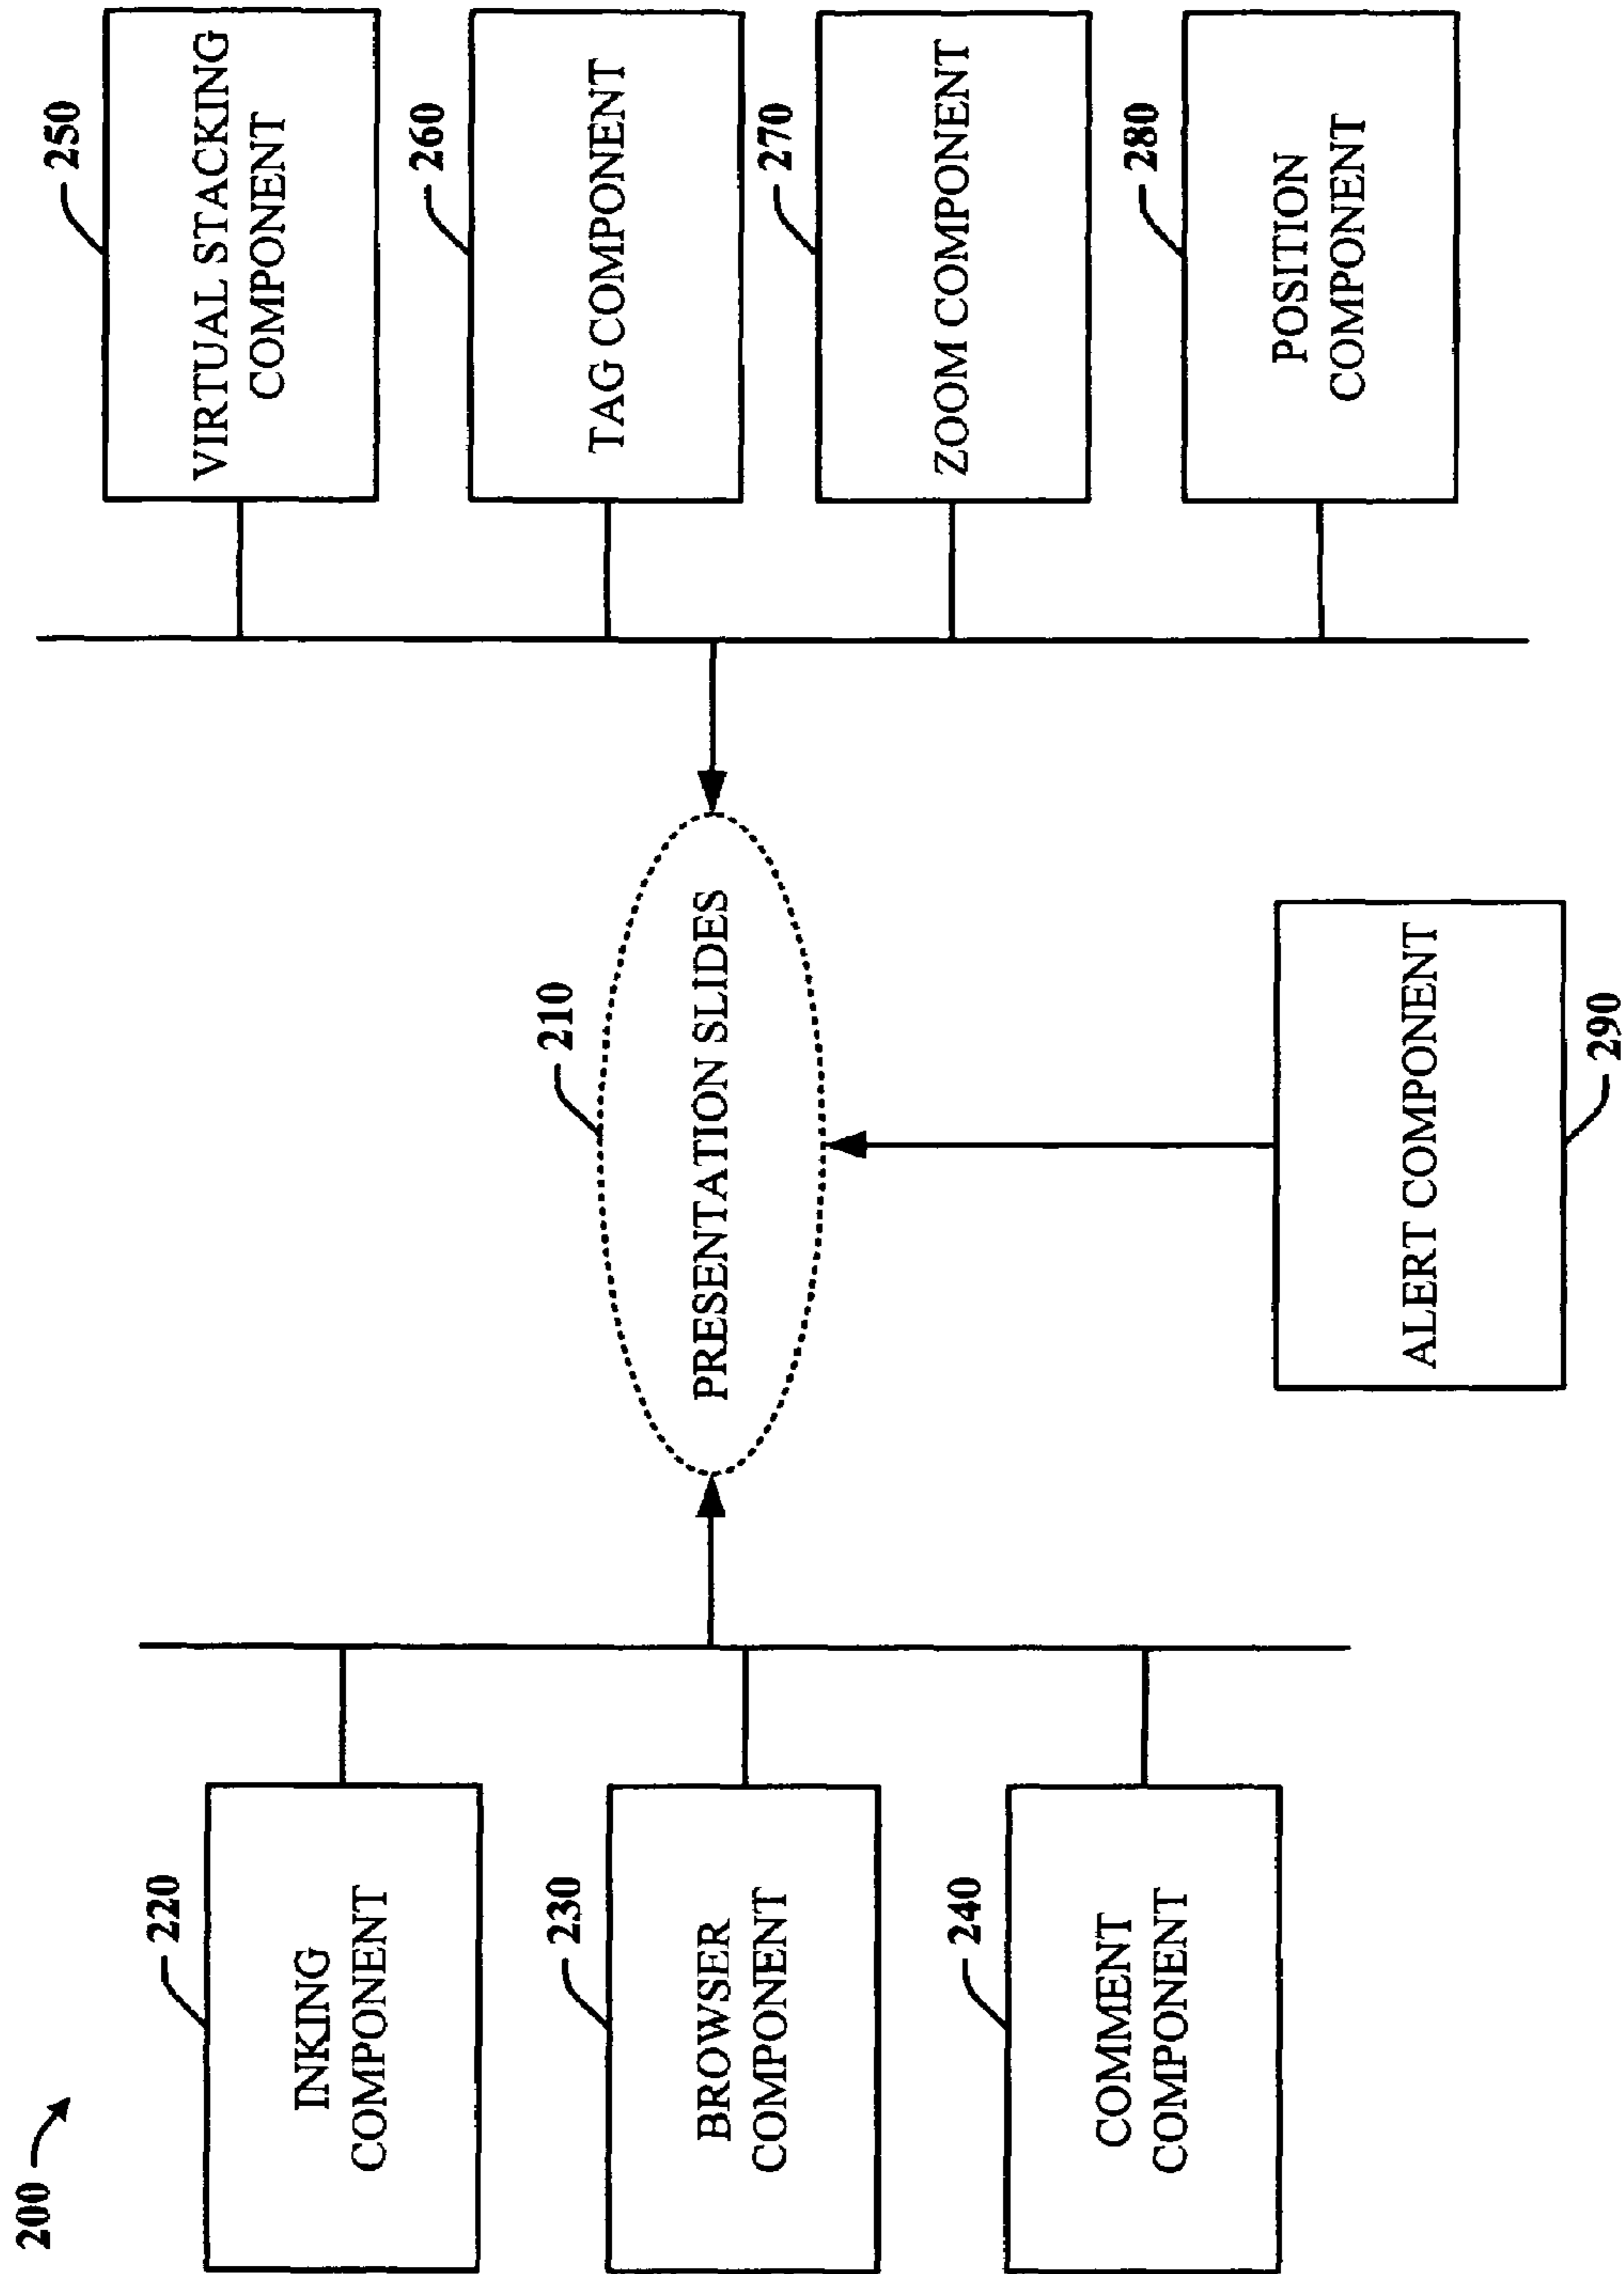 200
220
INKING
COMPONENT
230
BROWSER
COMPONENT
240
COMMENT
COMPONENT
210
PRESENTATION SLIDES
ALERT COMPONENT
290
250
VIRTUAL STACKING
COMPONENT
260
TAG COMPONENT
270
ZOOM COMPONENT
280
POSITION
COMPONENT